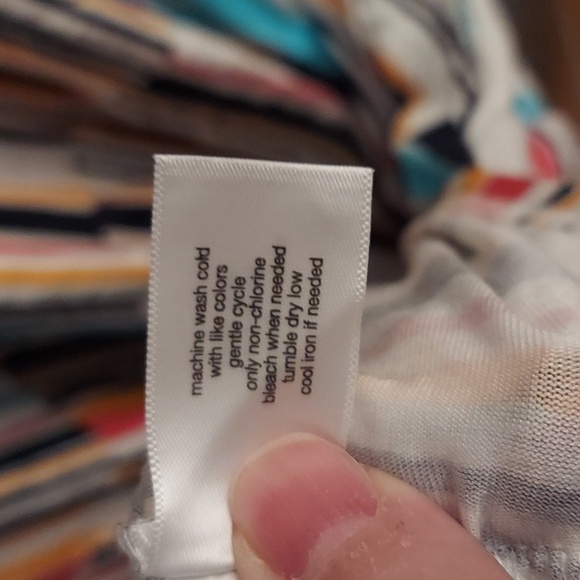 machine wash cold
with like colors
gentle cycle
only non-chlorine
bleach when needed
tumble dry low
cool iron if needed